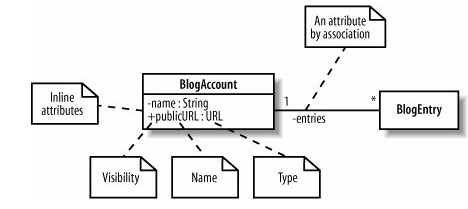 An attribute
by association
BlogAccount
Inline
attributes
-name : String
+publicURL : URL
1
*
-entries
BlogEntry
Visibility
Name
Type